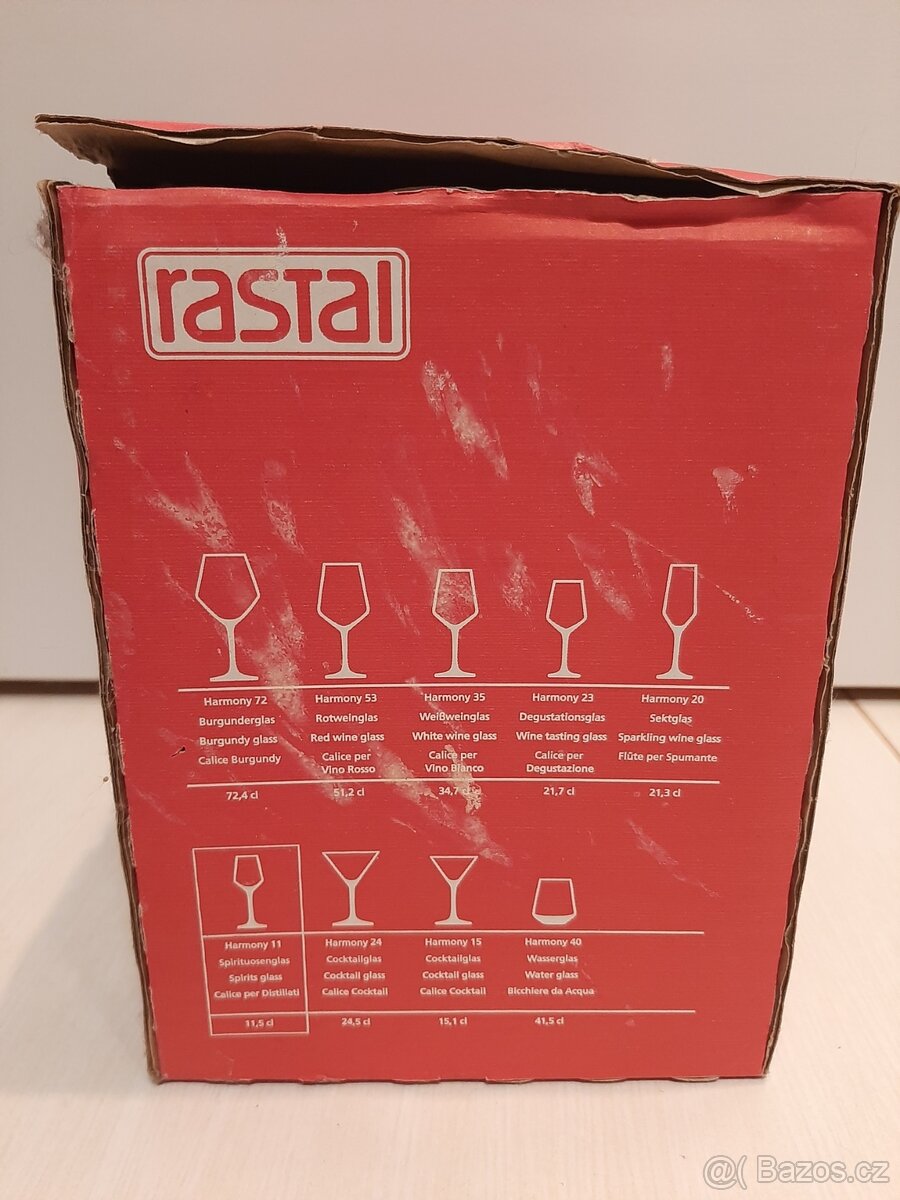 rastal
Harmony 72
Burgunderglas
Burgundy glass
Calice Burgundy
72,4 cl
Harmony 53
Rotweinglas
Red wine glass
Calice per
Vino Rosso
51,2 cl
Harmony 35
Weißweinglas
White wine glass
Calice per
Vino Bianco
34,7 cl
Harmony 23
Degustationsglas
Wine tasting glass
Calice per
Degustazione
21,7 cl
Harmony 20
Sektglas
Sparkling wine glass
Flûte per Spumante
21,3 cl
Harmony 11
Spirituosenglas
Spirits glass
Calice per Distillati
11,5 cl
Harmony 24
Cocktailglas
Cocktail glass
Calice Cocktail
24,5 cl
Harmony 15
Cocktailglas
Cocktail glass
Calice Cocktail
15,1 cl
Harmony 40
Wasserglas
Water glass
Bicchiere da Acqua
41,5 cl
@( Bazos.cz